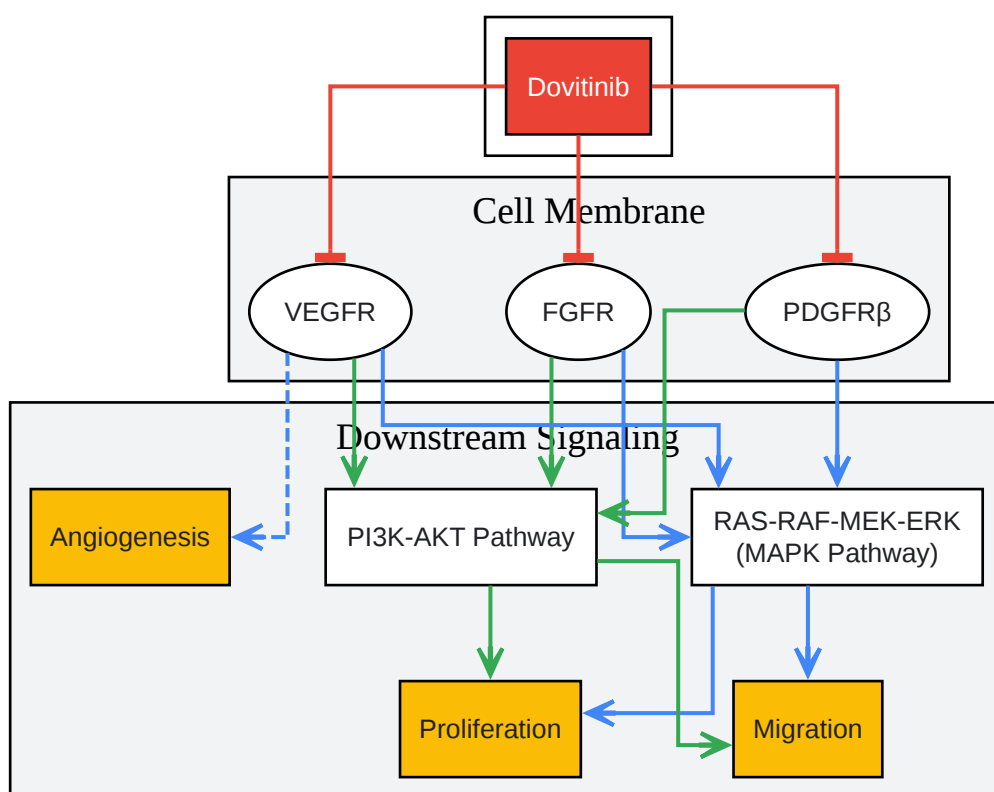 Dovitinib
Cell Membrane
VEGFR
FGFR
PDGFRβ
Downstream Signaling
Angiogenesis
PI3K-AKT Pathway
RAS-RAF-MEK-ERK
(MAPK Pathway)
Proliferation
Migration